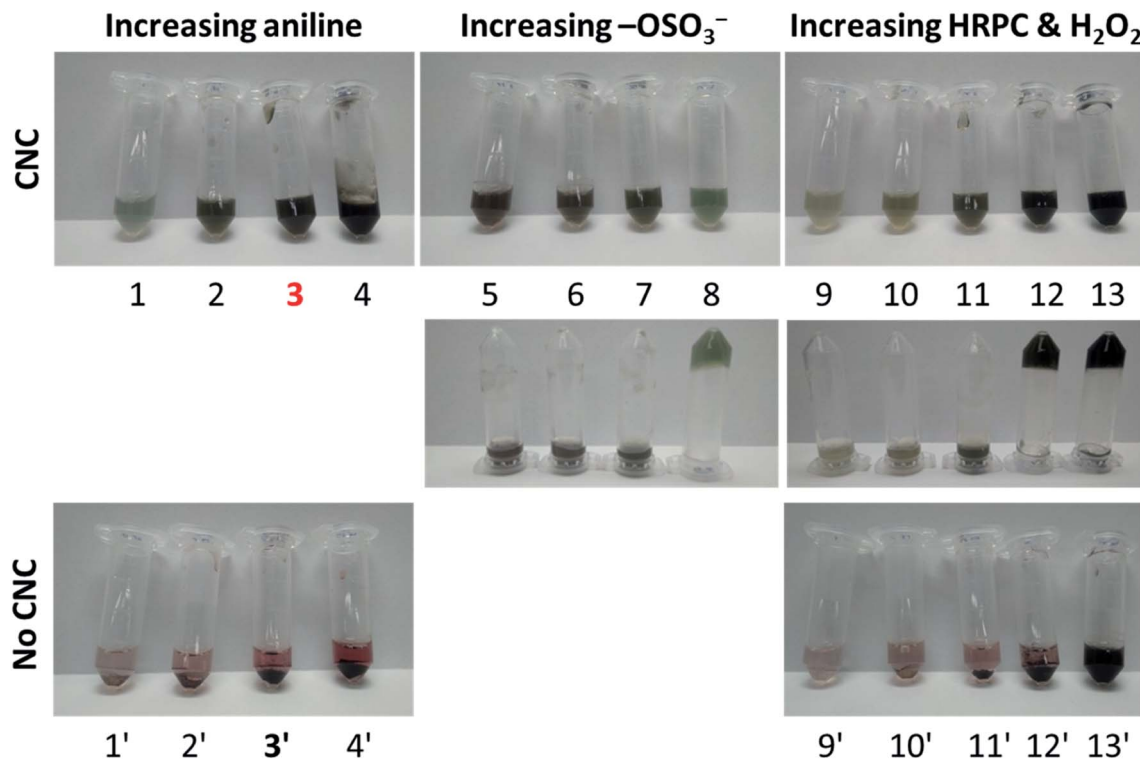 Increasing aniline
Increasing –OSO₃⁻
Increasing HRPC & H₂O₂
CNC
1 2 3 4
5 6 7 8
9 10 11 12 13
No CNC
1' 2' 3' 4'
9' 10' 11' 12' 13'